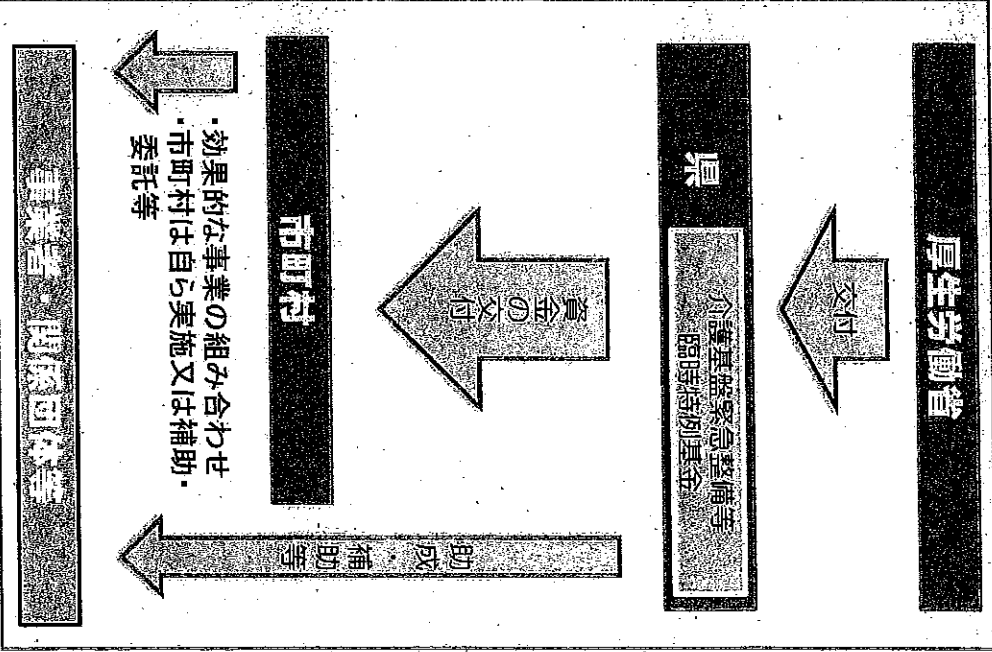 厚生労働省
交付
県
介護基盤緊急整備等
臨時特例基金
資金の
交付
市町村
助成・補助等
・効果的な事業の組み合わせ
・市町村は自ら実施又は補助・
委託等
事業者・関係団体等